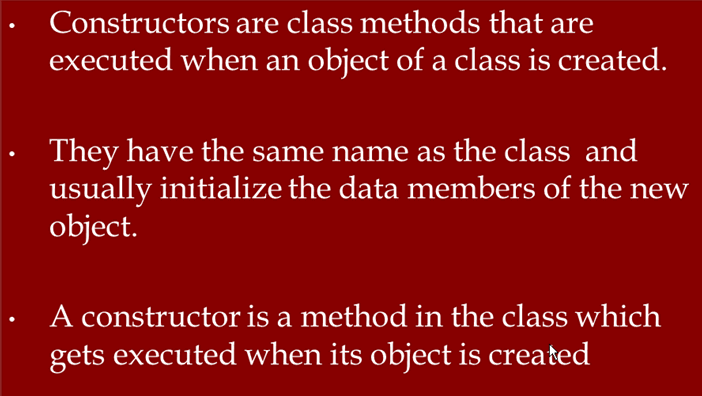 • Constructors are class methods that are
executed when an object of a class is created.
• They have the same name as the class and
usually initialize the data members of the new
object.
• A constructor is a method in the class which
gets executed when its object is created